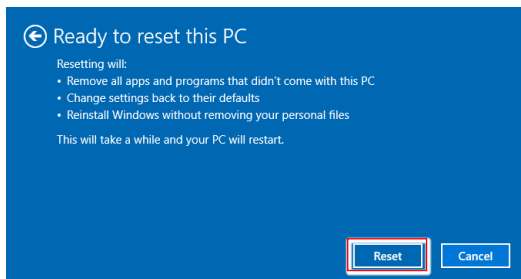 Ready to reset this PC
Resetting will:
• Remove all apps and programs that didn't come with this PC
• Change settings back to their defaults
• Reinstall Windows without removing your personal files
This will take a while and your PC will restart.
Reset
Cancel